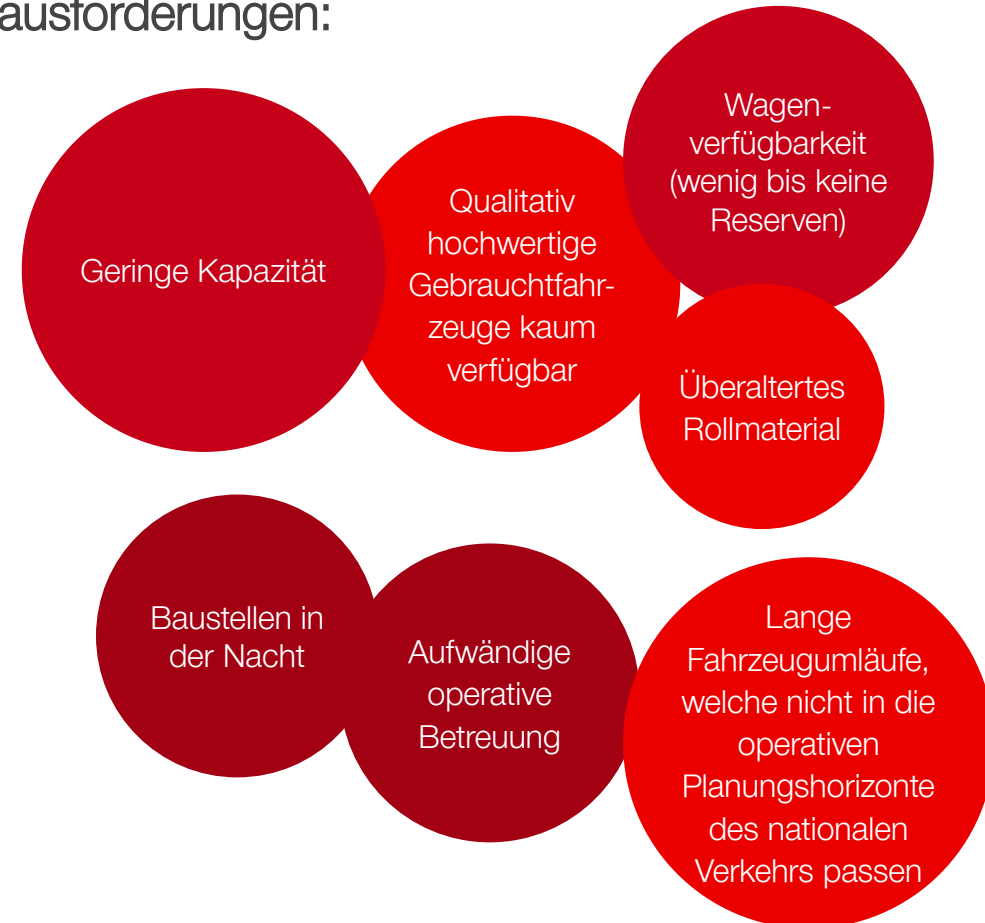 ausforderungen:
Geringe Kapazität
Qualitativ
hochwertige
Gebrauchtfahr-
zeuge kaum
verfügbar
Wagen-
verfügbarkeit
(wenig bis keine
Reserven)
Überaltertes
Rollmaterial
Baustellen in
der Nacht
Aufwändige
operative
Betreuung
Lange
Fahrzeugumläufe,
welche nicht in die
operativen
Planungshorizonte
des nationalen
Verkehrs passen